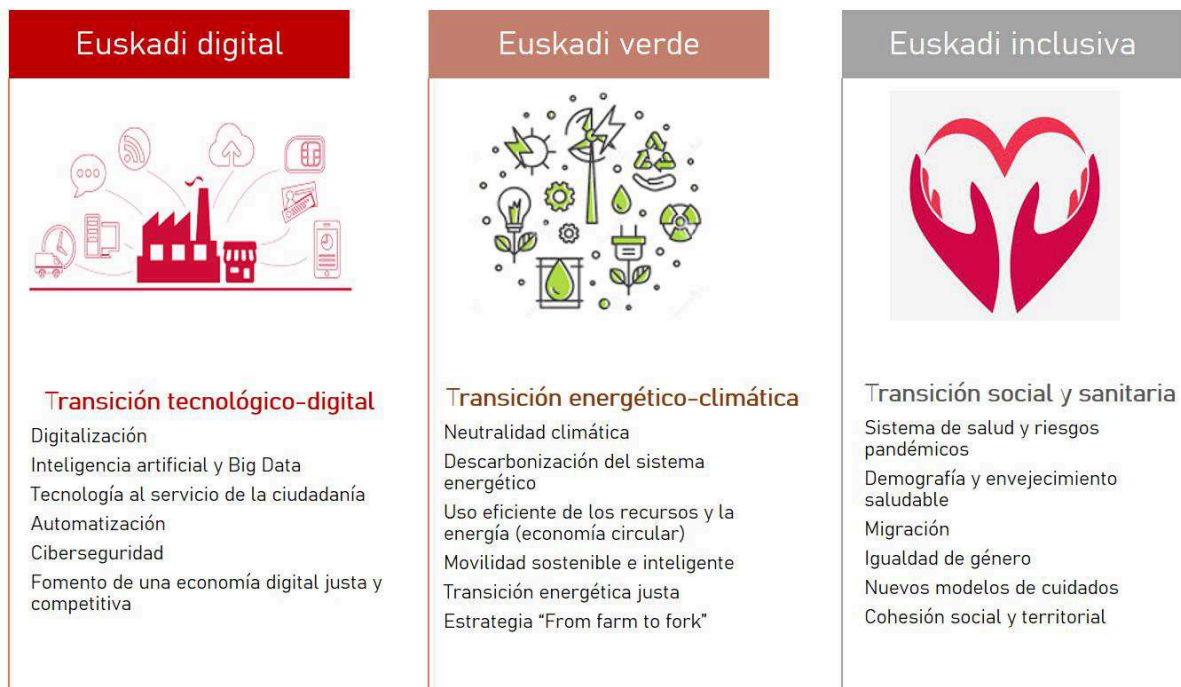 Euskadi digital
Transición tecnológico-digital
Digitalización
Inteligencia artificial y Big Data
Tecnología al servicio de la ciudadanía
Automatización
Ciberseguridad
Fomento de una economía digital justa y
competitiva
Euskadi verde
Transición energético-climática
Neutralidad climática
Descarbonización del sistema
energético
Uso eficiente de los recursos y la
energía (economía circular)
Movilidad sostenible e inteligente
Transición energética justa
Estrategia “From farm to fork”
Euskadi inclusiva
Transición social y sanitaria
Sistema de salud y riesgos
pandémicos
Demografía y envejecimiento
saludable
Migración
Igualdad de género
Nuevos modelos de cuidados
Cohesión social y territorial